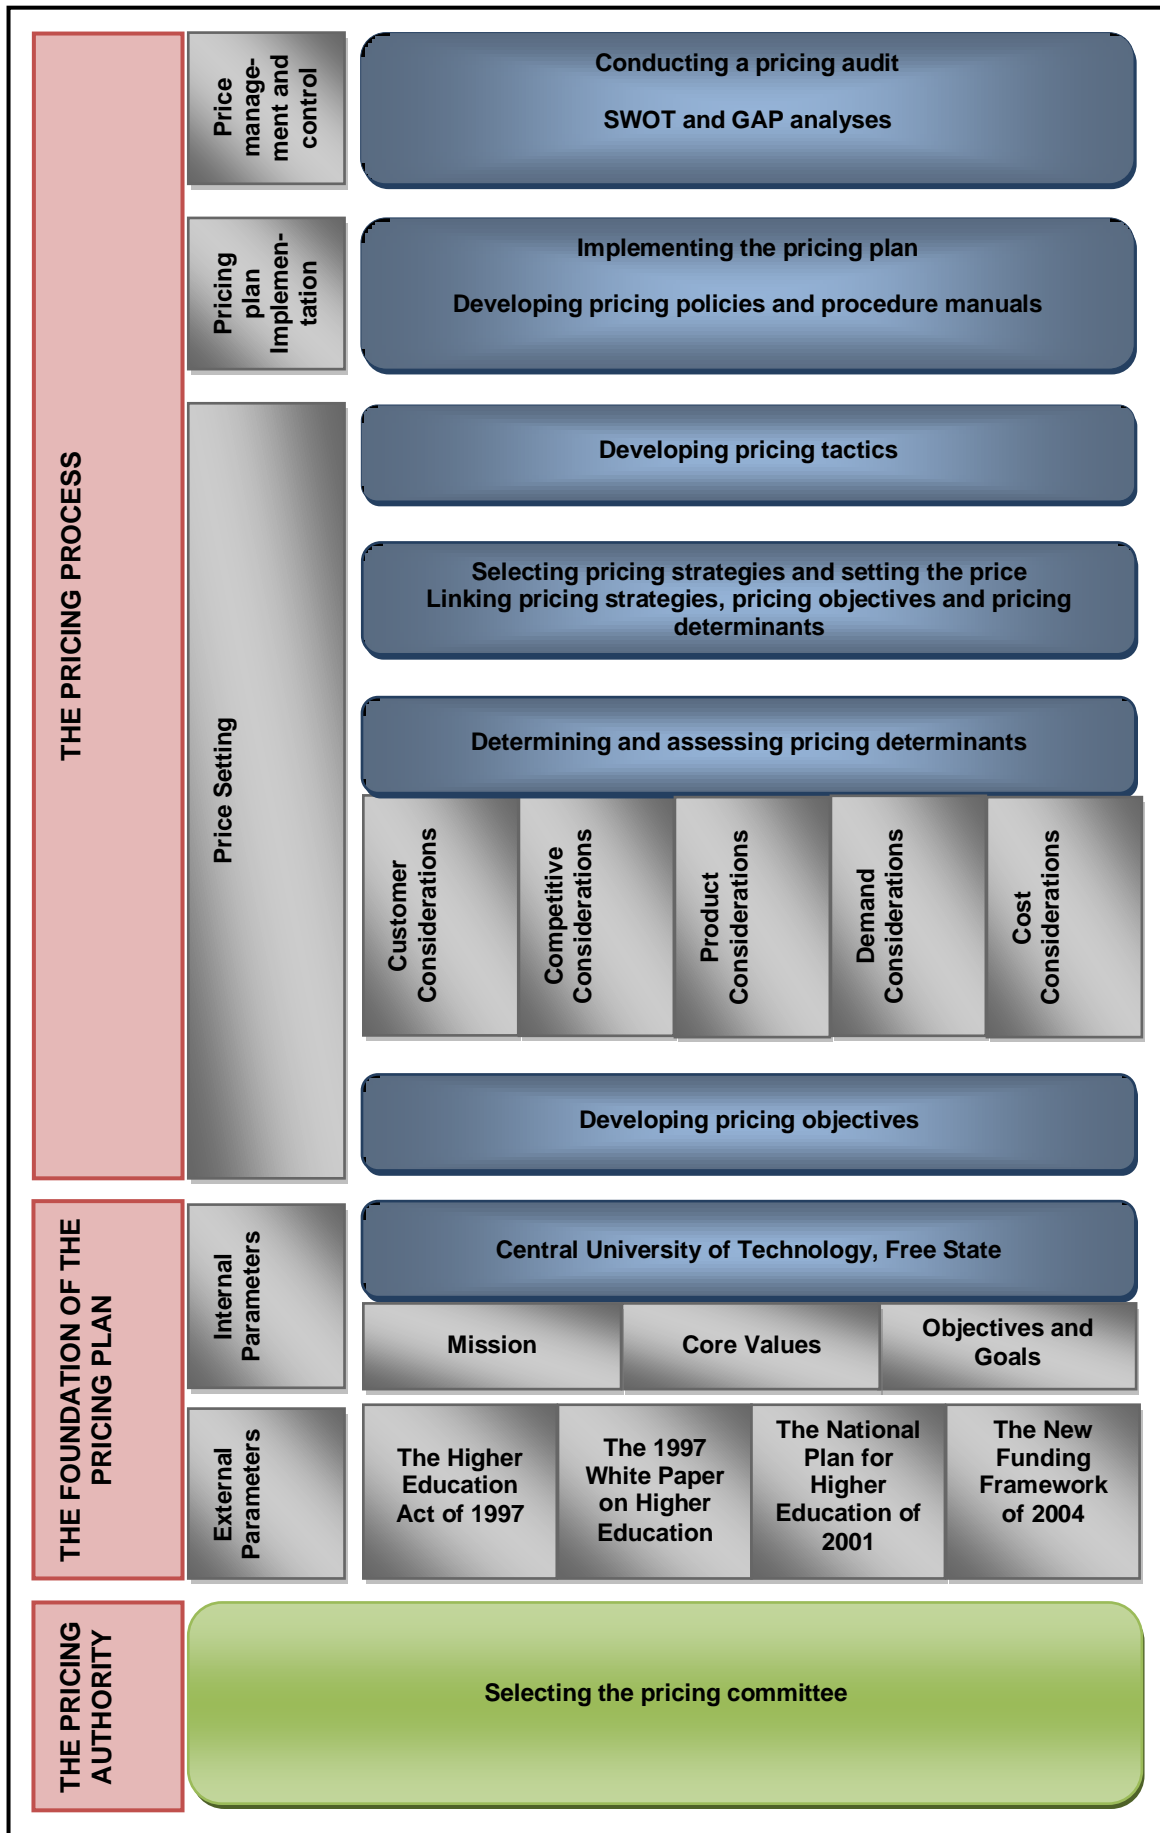 THE PRICING PROCESS
Price
manage-
ment and
control
Conducting a pricing audit
SWOT and GAP analyses
Pricing
plan
Implemen-
tation
Implementing the pricing plan
Developing pricing policies and procedure manuals
Price Setting
Developing pricing tactics
Selecting pricing strategies and setting the price
Linking pricing strategies, pricing objectives and pricing
determinants
Determining and assessing pricing determinants
Customer
Considerations
Competitive
Considerations
Product
Considerations
Demand
Considerations
Cost
Considerations
Developing pricing objectives
THE FOUNDATION OF THE
PRICING PLAN
Internal
Parameters
Central University of Technology, Free State
Mission
Core Values
Objectives and
Goals
External
Parameters
The Higher
Education
Act of 1997
The 1997
White Paper
on Higher
Education
The National
Plan for
Higher
Education of
2001
The New
Funding
Framework
of 2004
THE PRICING
AUTHORITY
Selecting the pricing committee